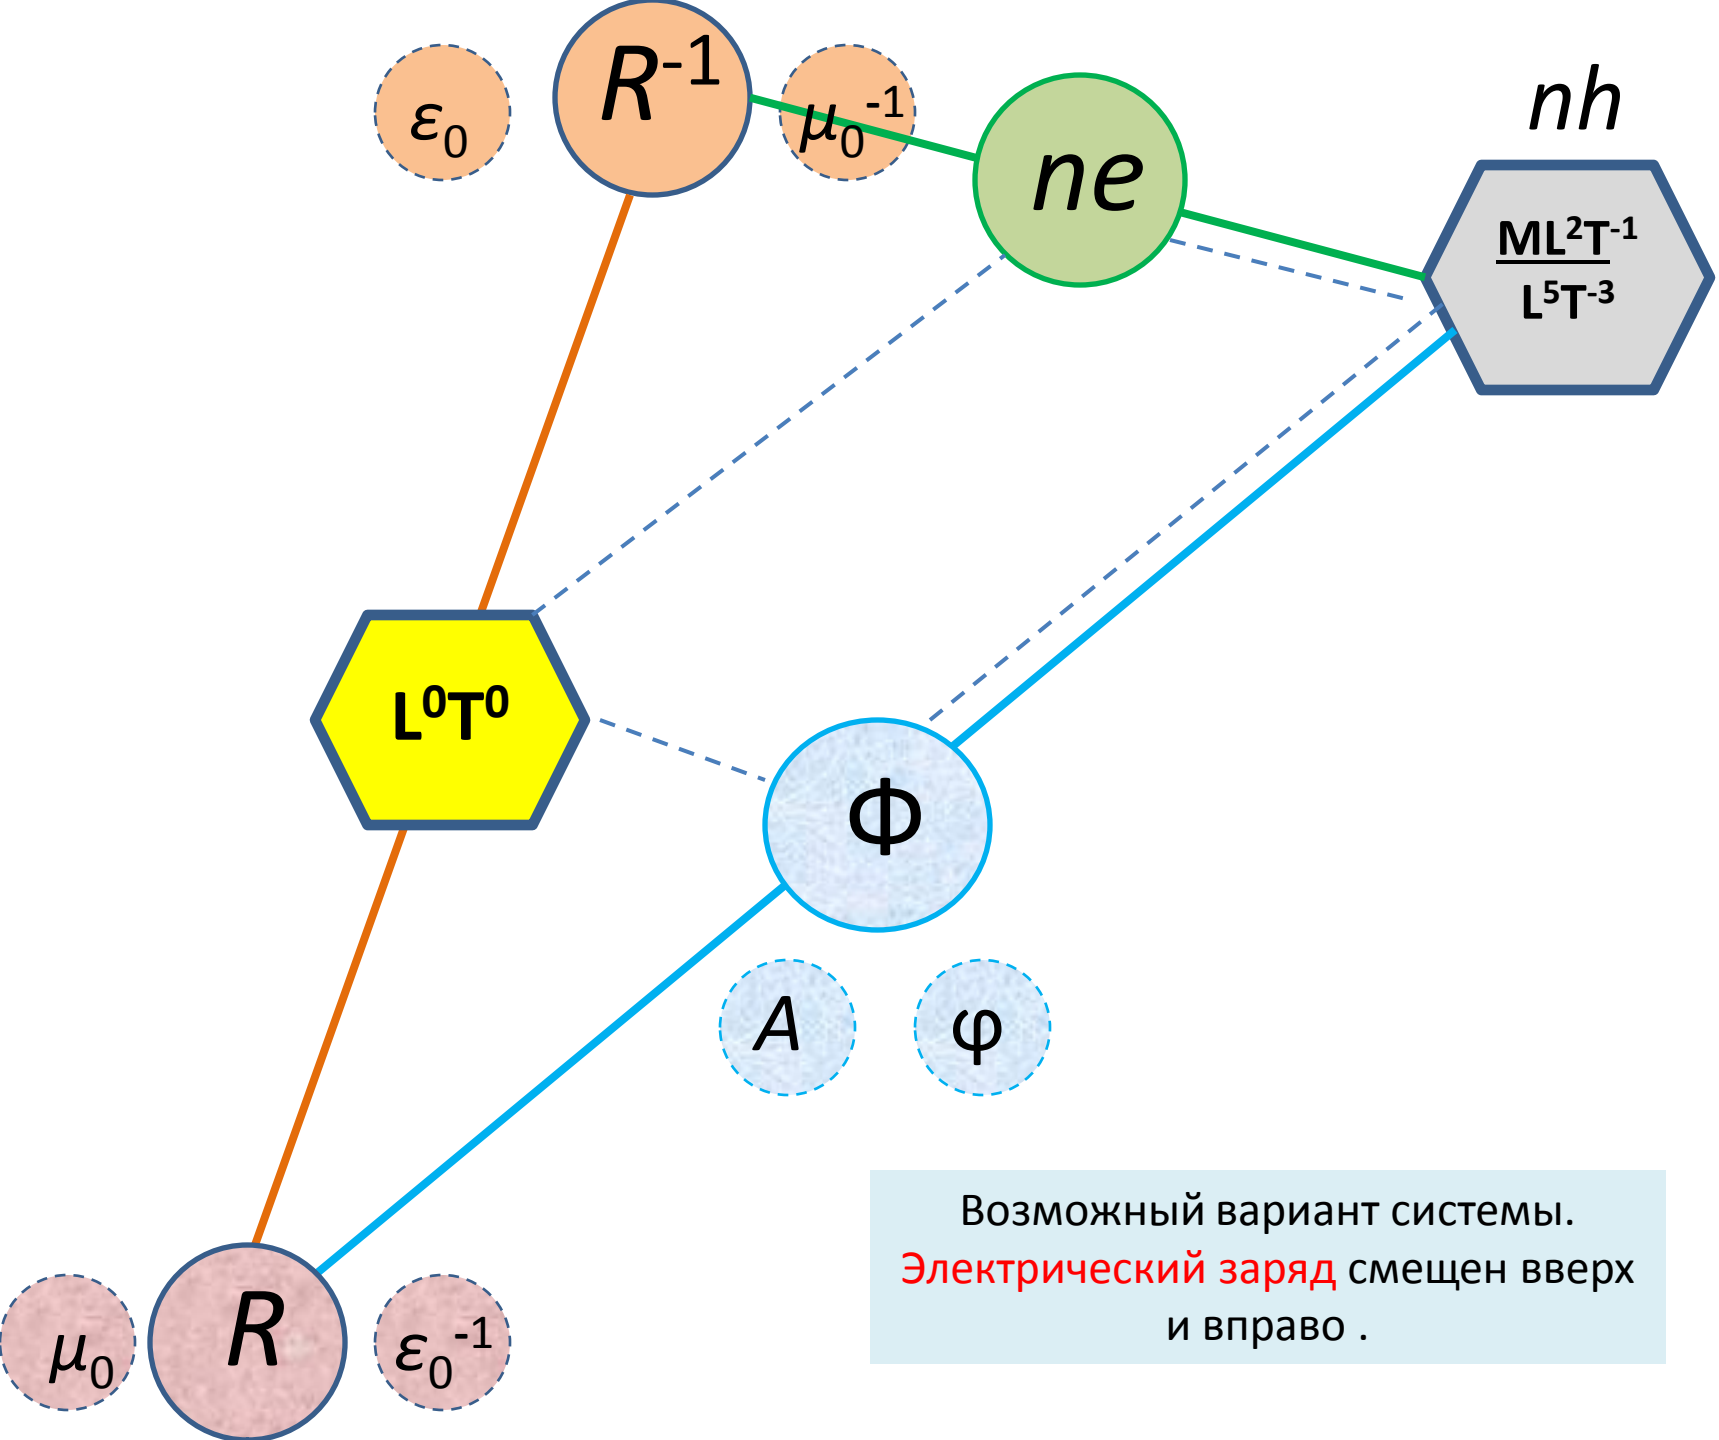 ε₀
R⁻¹
μ₀⁻¹
ne
nh
ML²T⁻¹
L⁵T⁻³
L⁰T⁰
Φ
A
φ
μ₀
R
ε₀⁻¹
Возможный вариант системы.
Электрический заряд смещен вверх
и вправо .